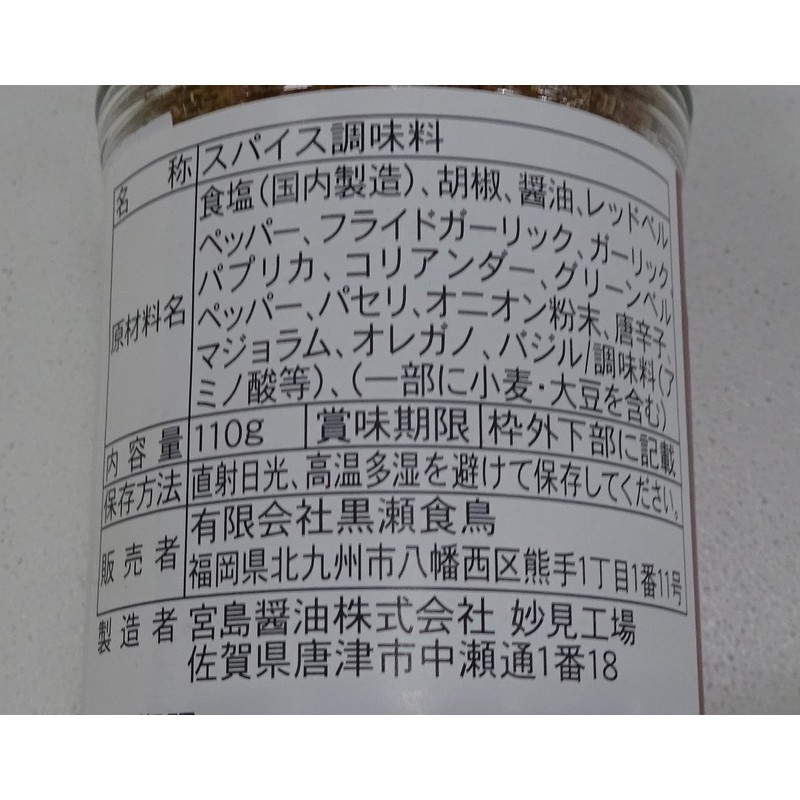 名称 スパイス調味料
原材料名 食塩(国内製造)、胡椒、醤油、レッドベル
ペッパー、フライドガーリック、ガーリック、
パプリカ、コリアンダー、グリーンベル
ペッパー、パセリ、オニオン粉末、唐辛子、
マジョラム、オレガノ、バジル/調味料(ア
ミノ酸等)、(一部に小麦・大豆を含む)
内容量 110g 賞味期限 枠外下部に記載
保存方法 直射日光、高温多湿を避けて保存してください。
販売者 有限会社黒瀬食鳥
福岡県北九州市八幡西区熊手1丁目1番11号
製造者 宮島醤油株式会社 妙見工場
佐賀県唐津市中瀬通1番18